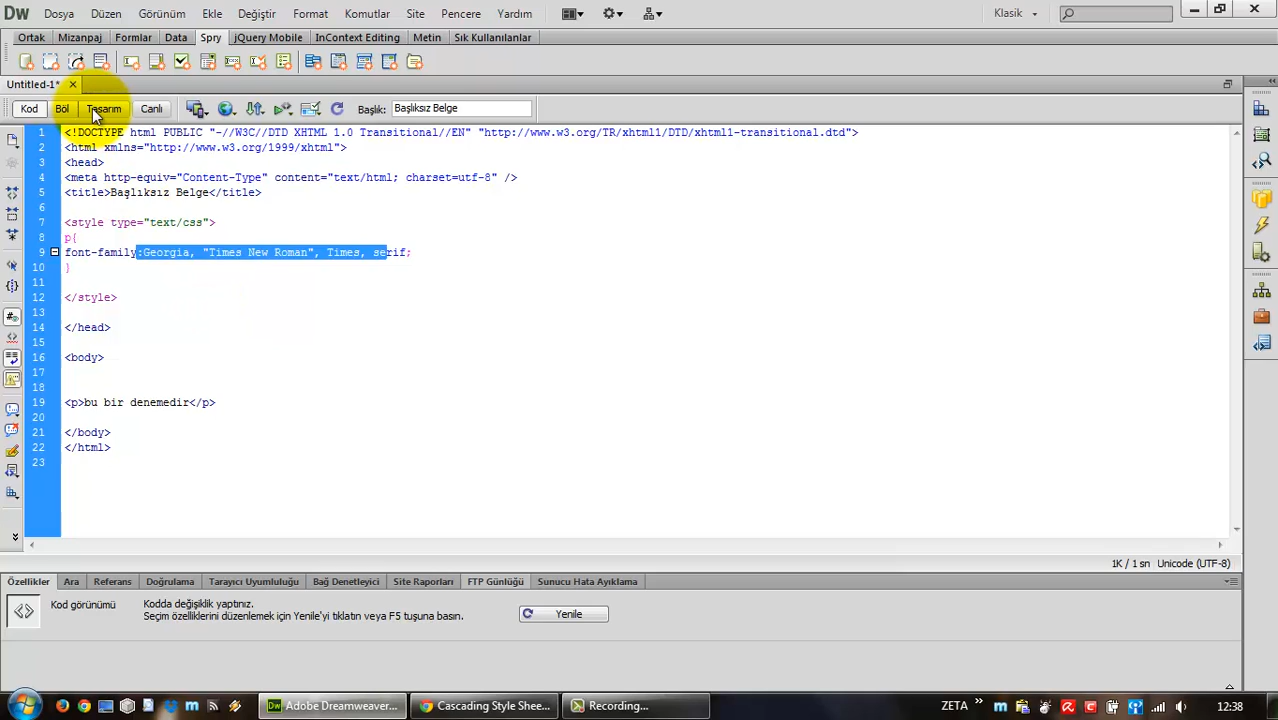 Dw Dosya Düzen Görünüm Ekle Değiştir Format Komutlar Site Pencere Yardım Klasik
Ortak Mizanpaj Formlar Data Spry jQuery Mobile InContext Editing Metin Sık Kullanılanlar
Untitled-1*
Kod Böl Tasarım Canlı Başlık: Başlıksız Belge
1 <!DOCTYPE html PUBLIC "-//W3C//DTD XHTML 1.0 Transitional//EN" "http://www.w3.org/TR/xhtml1/DTD/xhtml1-transitional.dtd">
2 <html xmlns="http://www.w3.org/1999/xhtml">
3 <head>
4 <meta http-equiv="Content-Type" content="text/html; charset=utf-8" />
5 <title>Başlıksız Belge</title>
6
7 <style type="text/css">
8 p{
9 font-family:Georgia, "Times New Roman", Times, serif;
10 }
11
12 </style>
13
14 </head>
15
16 <body>
17
18
19 <p>bu bir denemedir</p>
20
21 </body>
22 </html>
23
1K / 1 sn Unicode (UTF-8)
Özellikler Ara Referans Doğrulama Tarayıcı Uyumluluğu Bağ Denetleyici Site Raporları FTP Günlüğü Sunucu Hata Ayıklama
Kod görünümü Kodda değişiklik yaptınız.
Seçim özelliklerini düzenlemek için Yenile'yi tıklatın veya F5 tuşuna basın.
Yenile
Adobe Dreamweaver... Cascading Style Shee... Recording... ZETA 12:38